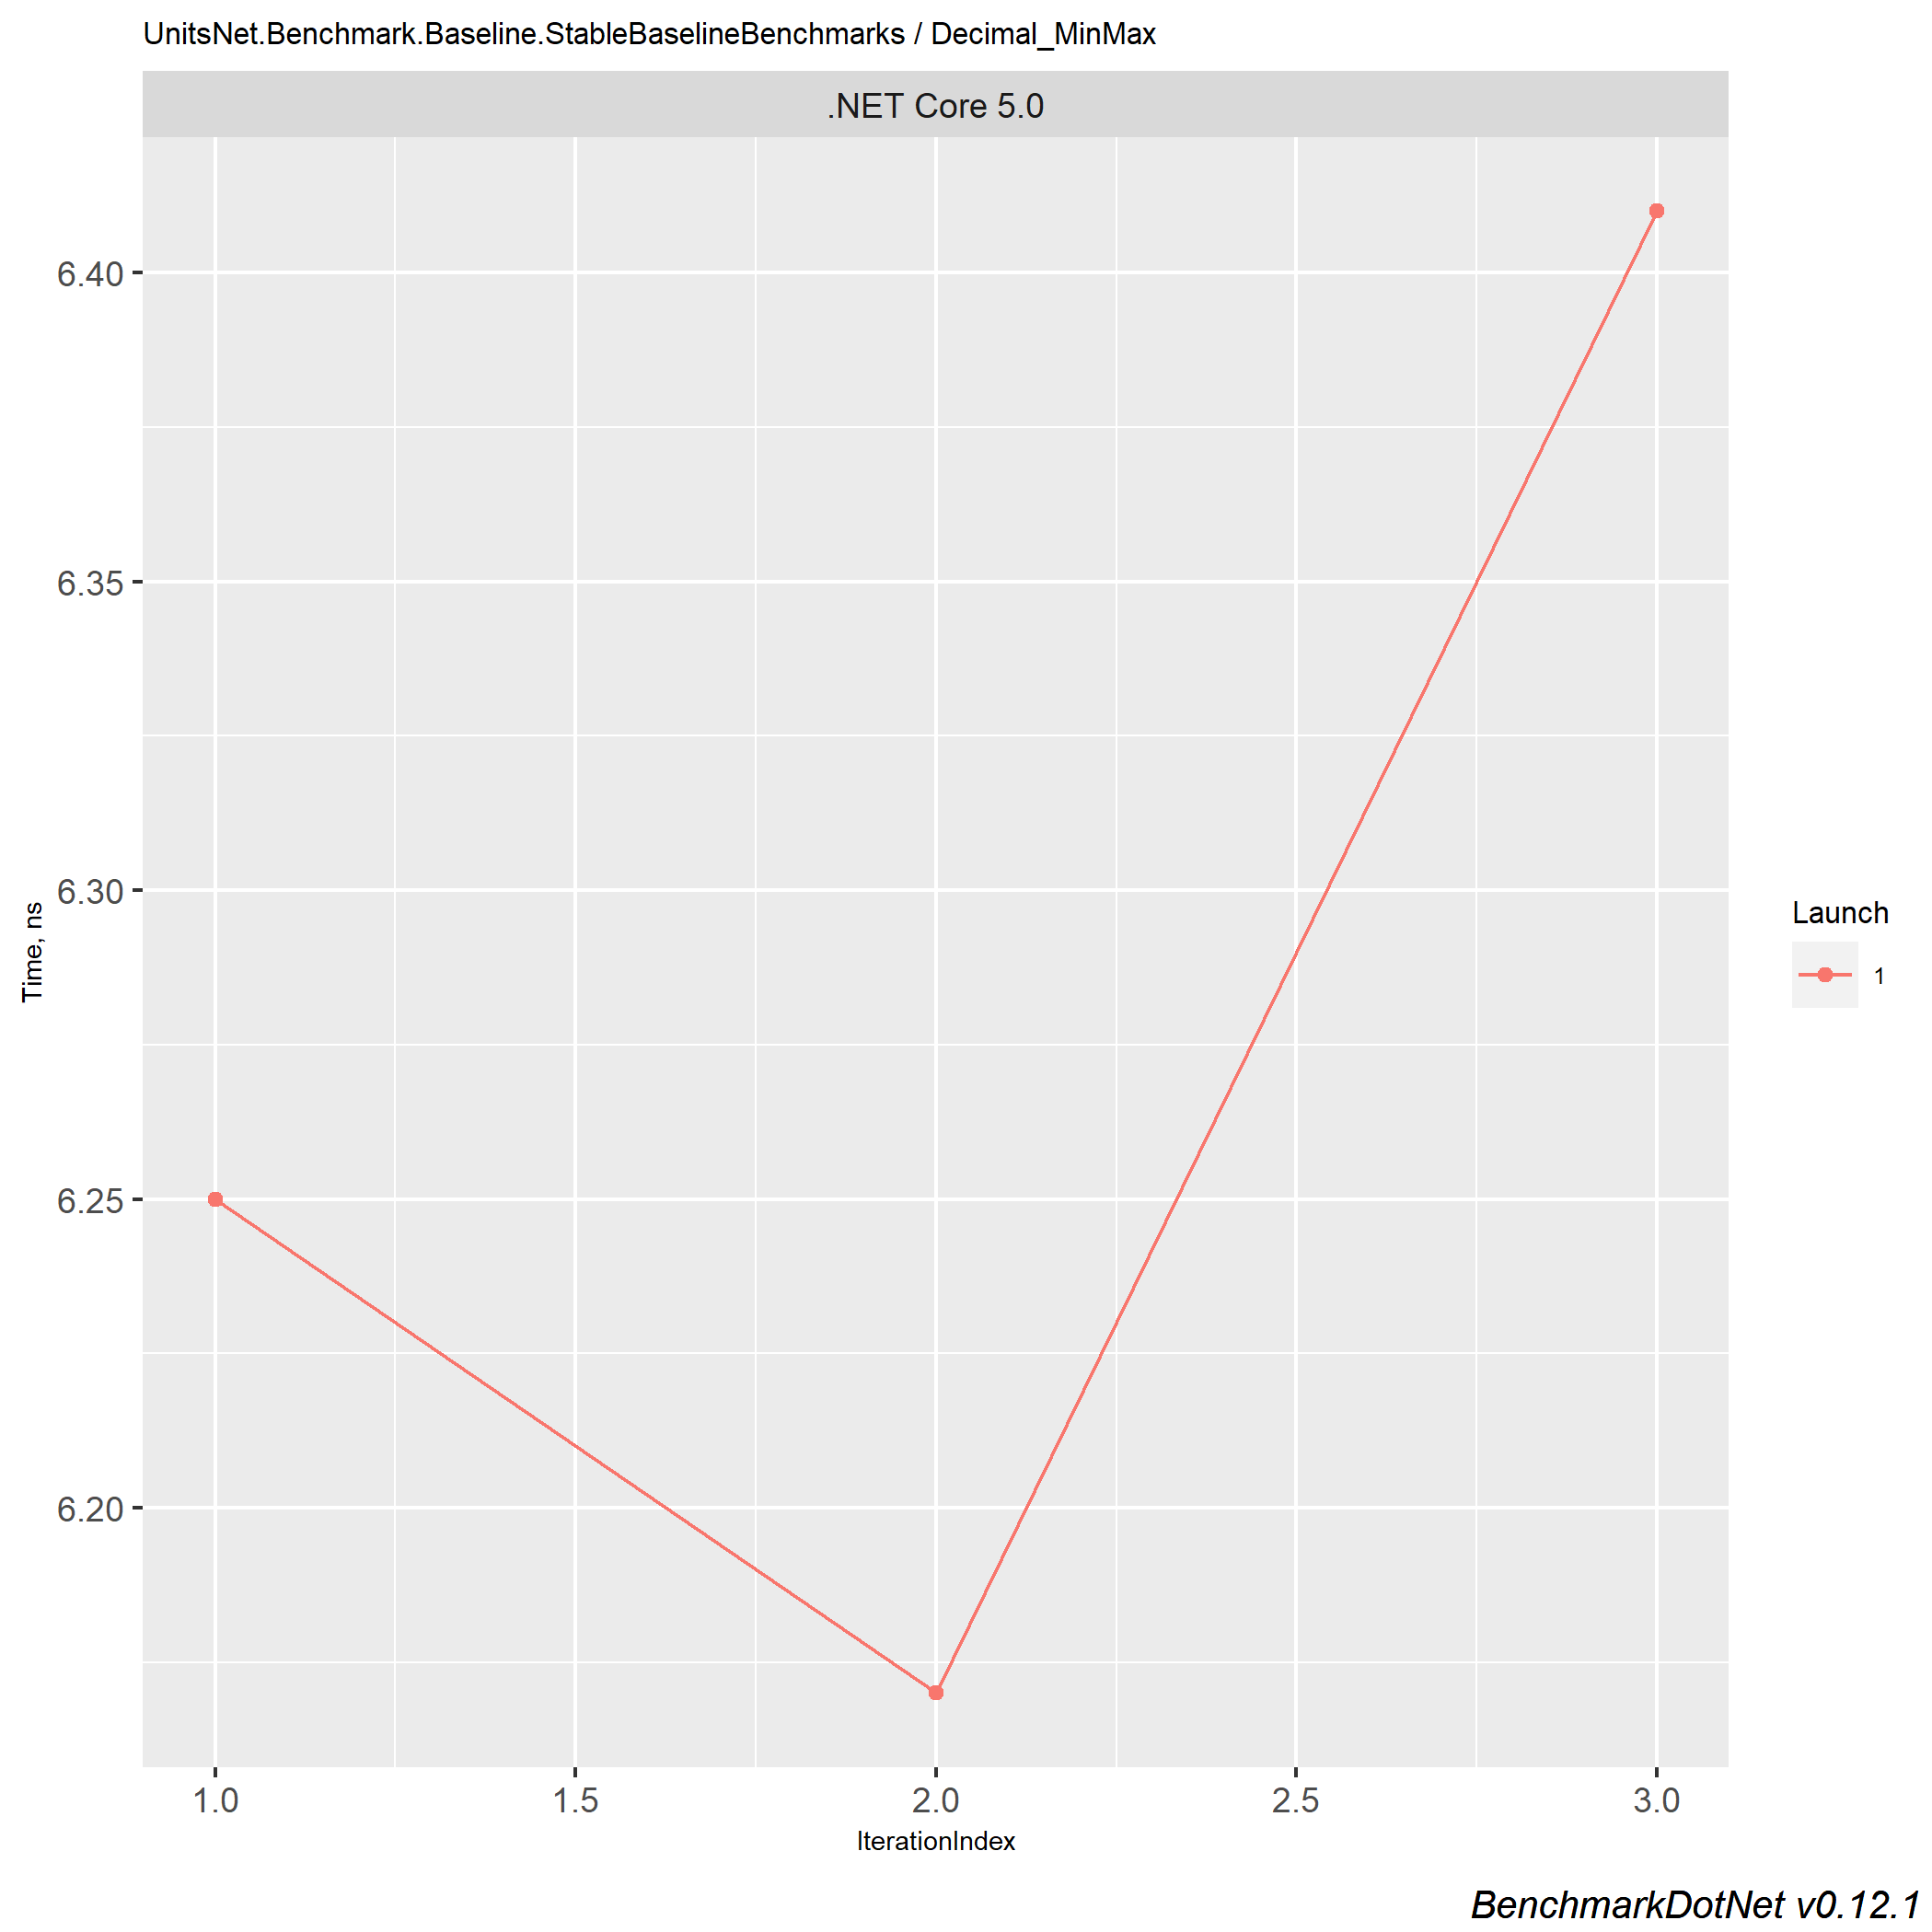 UnitsNet.Benchmark.Baseline.StableBaselineBenchmarks / Decimal_MinMax
.NET Core 5.0
6.40
6.35
6.30
6.25
6.20
Time, ns
1.0 1.5 2.0 2.5 3.0
IterationIndex
Launch
1
BenchmarkDotNet v0.12.1